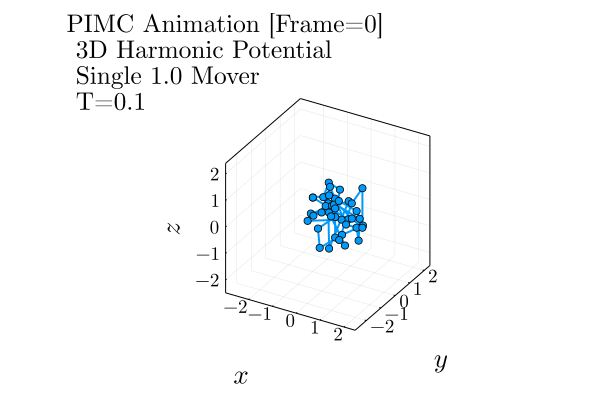 PIMC Animation [Frame=0]
3D Harmonic Potential
Single 1.0 Mover
T=0.1
2
1
0
−1
−2
z
−2
−1
0
1
2
x
−2
−1
0
1
2
y